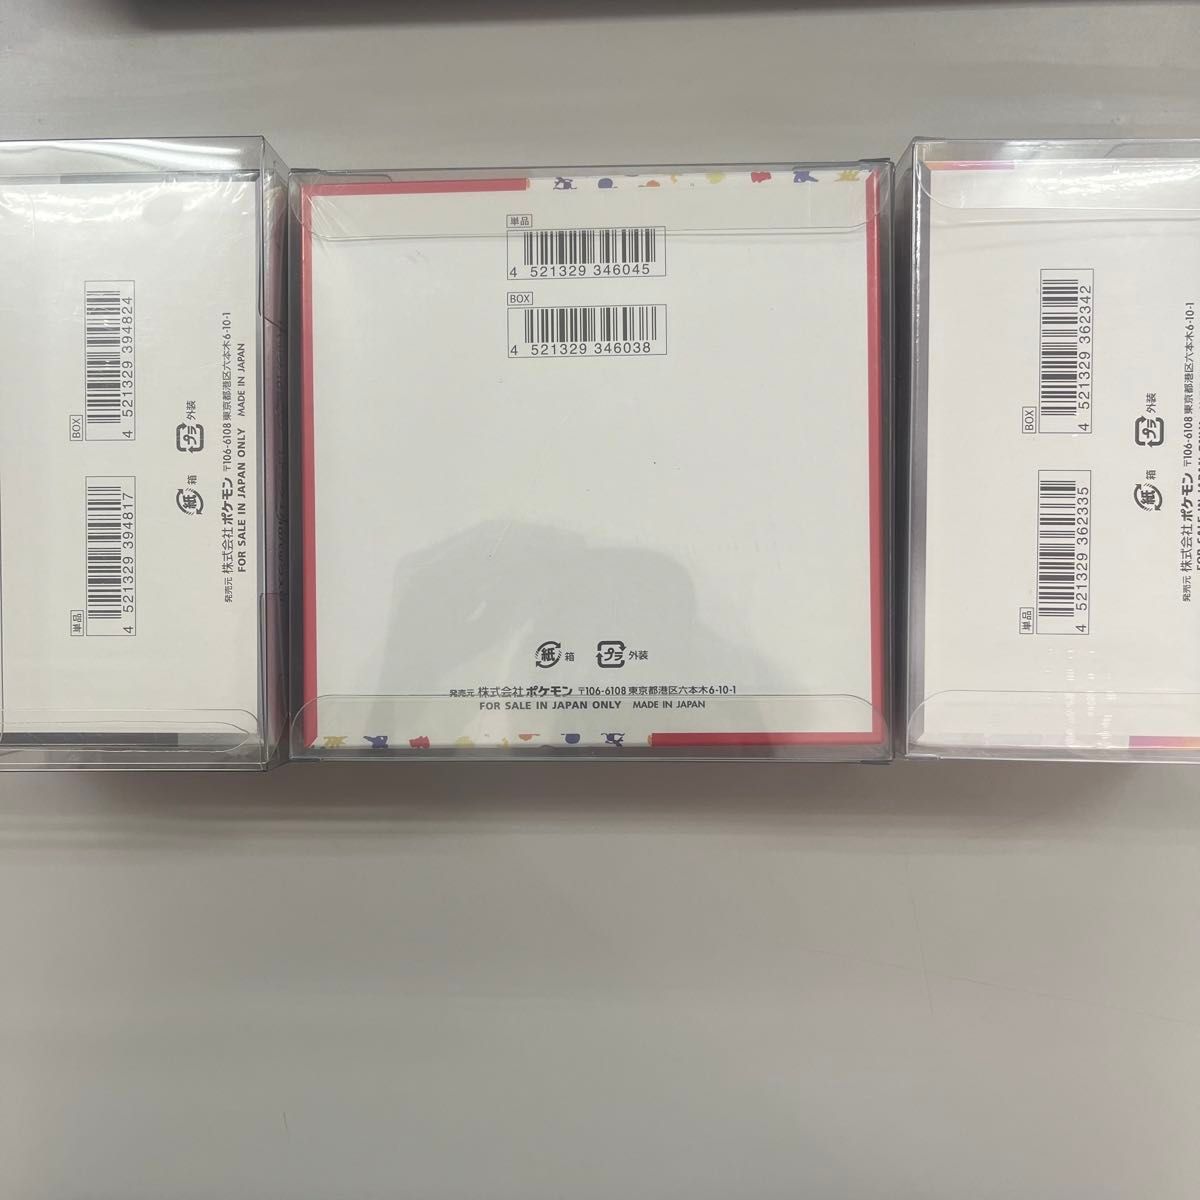 BOX
4 521329 394824
単品
4 521329 394817
紙 箱
プラ 外装
発売元 株式会社ポケモン 〒106-6108 東京都港区六本木6-10-1
FOR SALE IN JAPAN ONLY MADE IN JAPAN
単品
4 521329 346045
BOX
4 521329 346038
紙 箱 プラ 外装
発売元 株式会社ポケモン 〒106-6108 東京都港区六本木6-10-1
FOR SALE IN JAPAN ONLY MADE IN JAPAN
BOX
4 521329 362342
単品
4 521329 362335
紙 箱
プラ 外装
発売元 株式会社ポケモン 〒106-6108 東京都港区六本木6-10-1